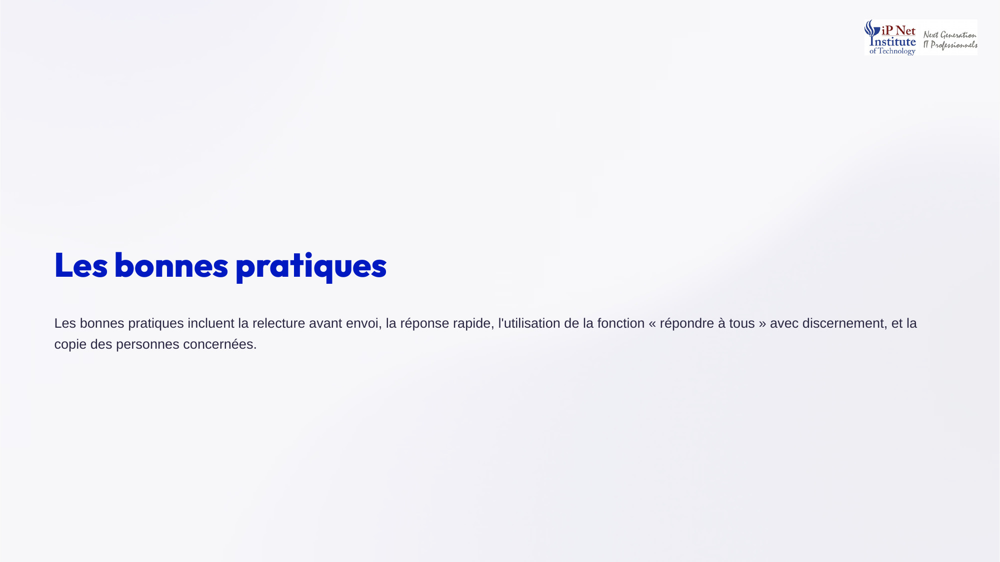 iP Net
Institute
of Technology
Next Generation
IT Professionnels
Les bonnes pratiques
Les bonnes pratiques incluent la relecture avant envoi, la réponse rapide, l'utilisation de la fonction « répondre à tous » avec discernement, et la
copie des personnes concernées.